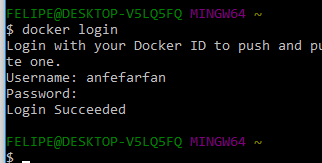 FELIPE@DESKTOP-V5LQ5FQ MINGW64 ~
$ docker login
Login with your Docker ID to push and pu
te one.
Username: anfefarfan
Password:
Login Succeeded
FELIPE@DESKTOP-V5LQ5FQ MINGW64 ~
$